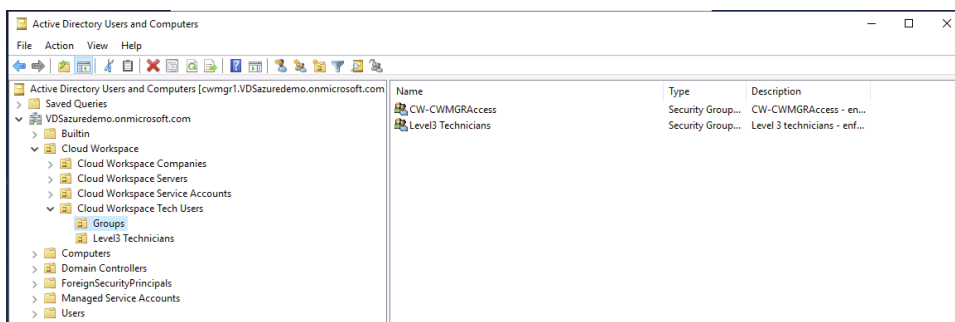 Active Directory Users and Computers
File Action View Help
Active Directory Users and Computers [cwmgr1.VDSazuredemo.onmicrosoft.com
Saved Queries
VDSazuredemo.onmicrosoft.com
Builtin
Cloud Workspace
Cloud Workspace Companies
Cloud Workspace Servers
Cloud Workspace Service Accounts
Cloud Workspace Tech Users
Groups
Level3 Technicians
Computers
Domain Controllers
ForeignSecurityPrincipals
Managed Service Accounts
Users
Name Type Description
CW-CWMGRAccess Security Group... CW-CWMGRAccess - en...
Level3 Technicians Security Group... Level 3 technicians - enf...